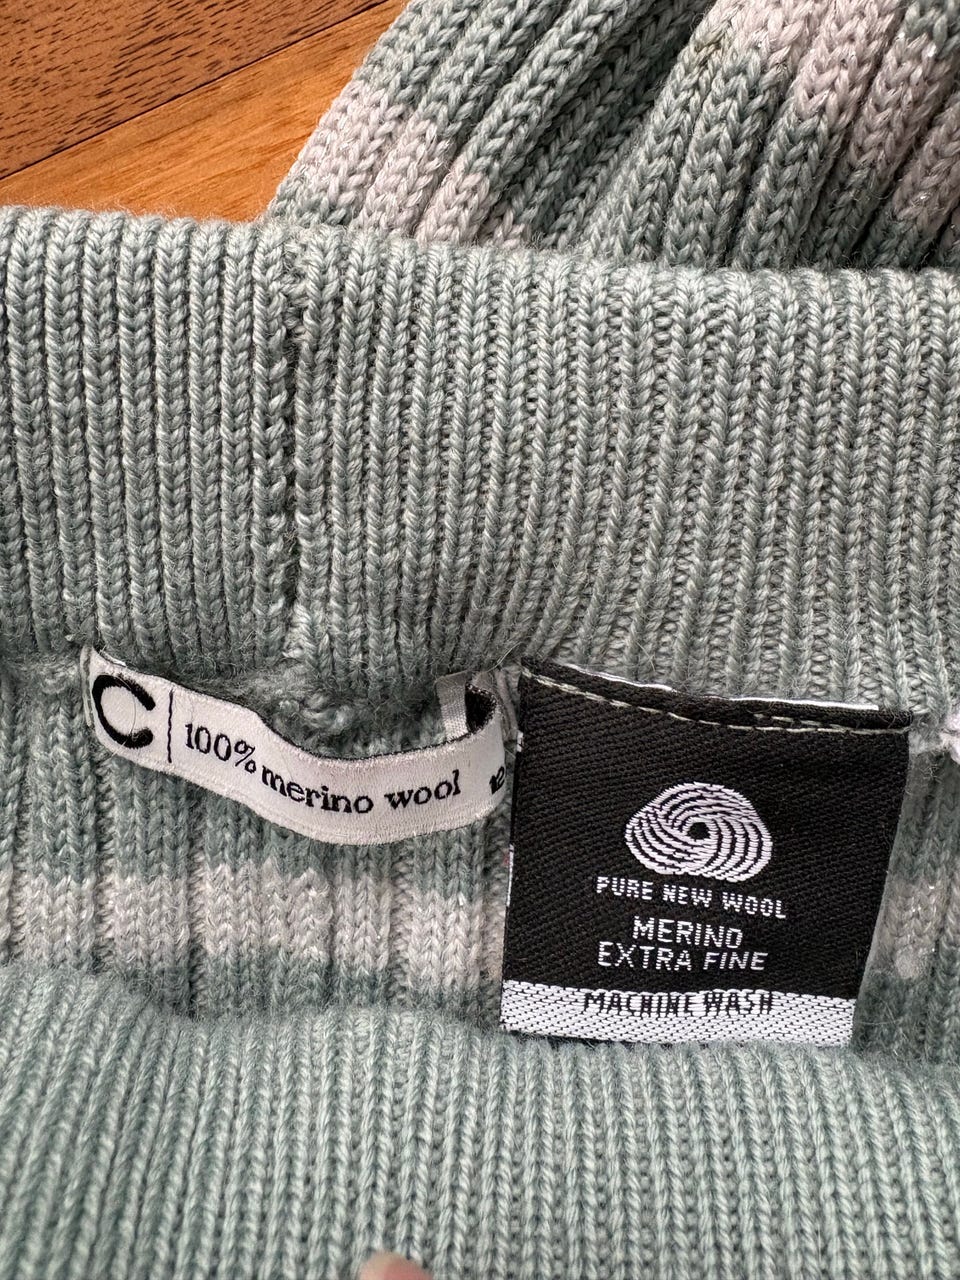 C 100% merino wool
PURE NEW WOOL
MERINO
EXTRA FINE
MACHINE WASH